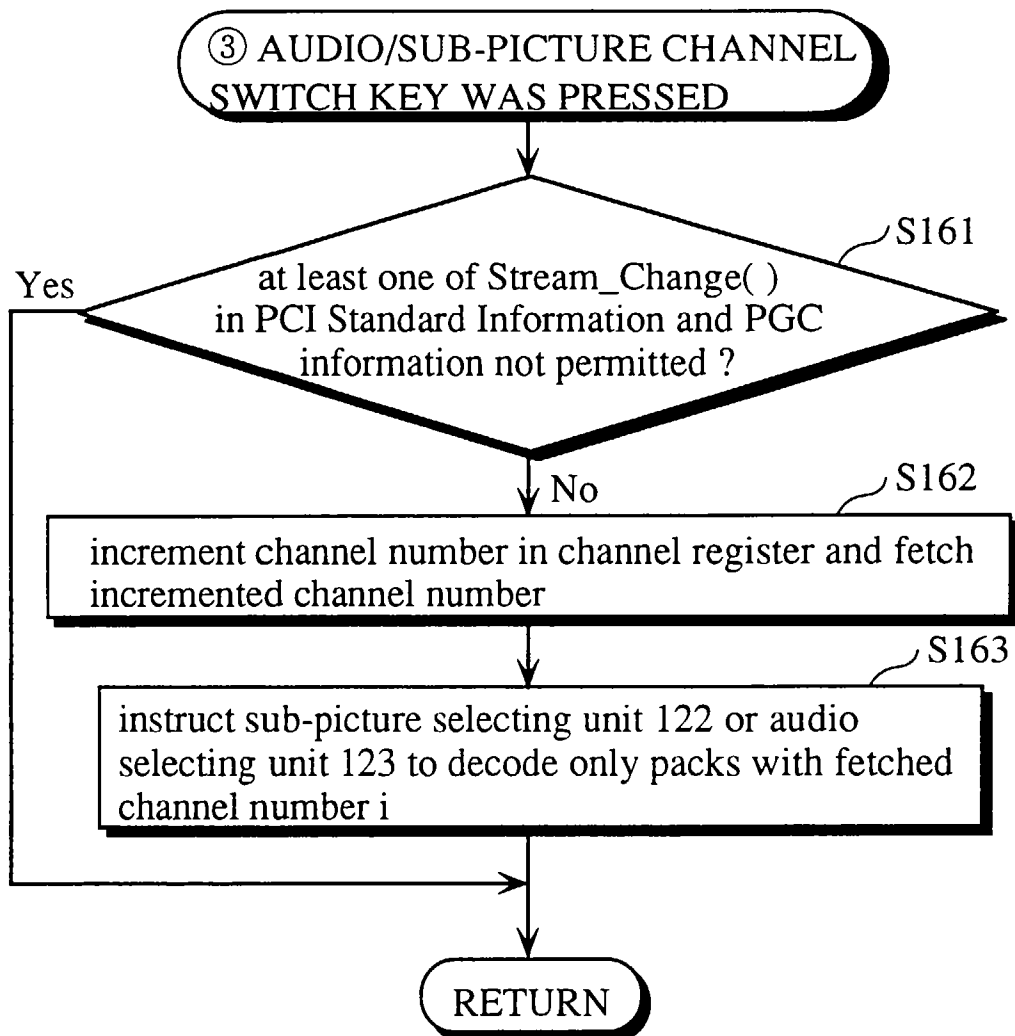 ③ AUDIO/SUB-PICTURE CHANNEL
SWITCH KEY WAS PRESSED
S161
Yes
at least one of Stream_Change( )
in PCI Standard Information and PGC
information not permitted ?
No
S162
increment channel number in channel register and fetch
incremented channel number
S163
instruct sub-picture selecting unit 122 or audio
selecting unit 123 to decode only packs with fetched
channel number i
RETURN